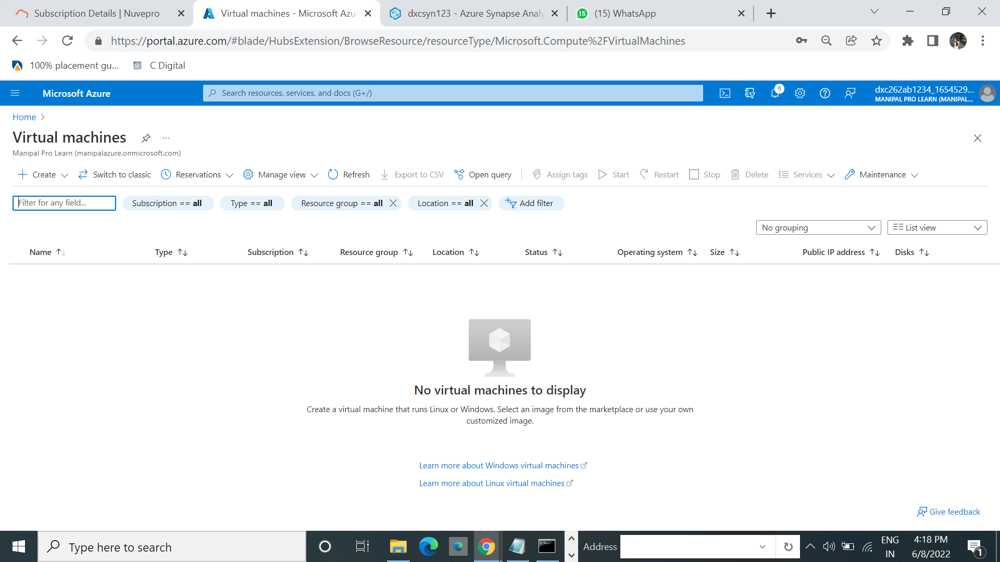 Subscription Details | Nuvepro
Virtual machines - Microsoft Azu
dxcsyn123 - Azure Synapse Analy
15 (15) WhatsApp
https://portal.azure.com/#blade/HubsExtension/BrowseResource/resourceType/Microsoft.Compute%2FVirtualMachines
100% placement gu... C Digital
Microsoft Azure
Search resources, services, and docs (G+/)
6
dxc262ab1234_1654529...
MANIPAL PRO LEARN (MANIPAL...
Home
Virtual machines ...
Manipal Pro Learn (manipalazure.onmicrosoft.com)
Create Switch to classic Reservations Manage view Refresh Export to CSV Open query Assign tags Start Restart Stop Delete Services Maintenance
Filter for any field... Subscription == all Type == all Resource group == all Location == all Add filter
No grouping List view
Name Type Subscription Resource group Location Status Operating system Size Public IP address Disks
No virtual machines to display
Create a virtual machine that runs Linux or Windows. Select an image from the marketplace or use your own
customized image.
Learn more about Windows virtual machines
Learn more about Linux virtual machines
Give feedback
Type here to search
Address
ENG
IN
4:18 PM
6/8/2022
1